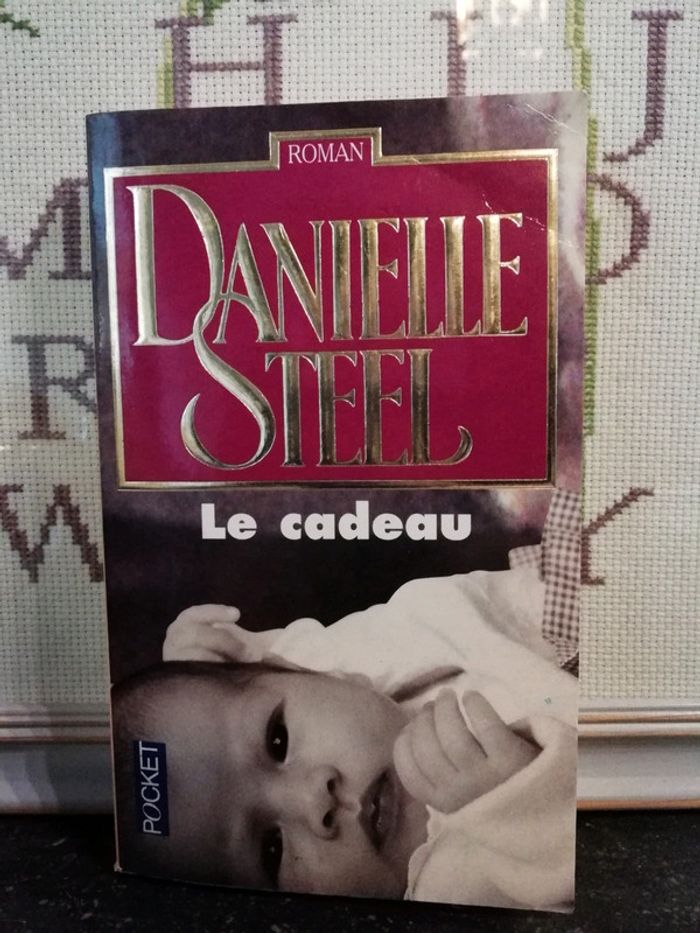 H I J
M
R
W
ROMAN
DANIELLE
STEEL
Le cadeau
POCKET